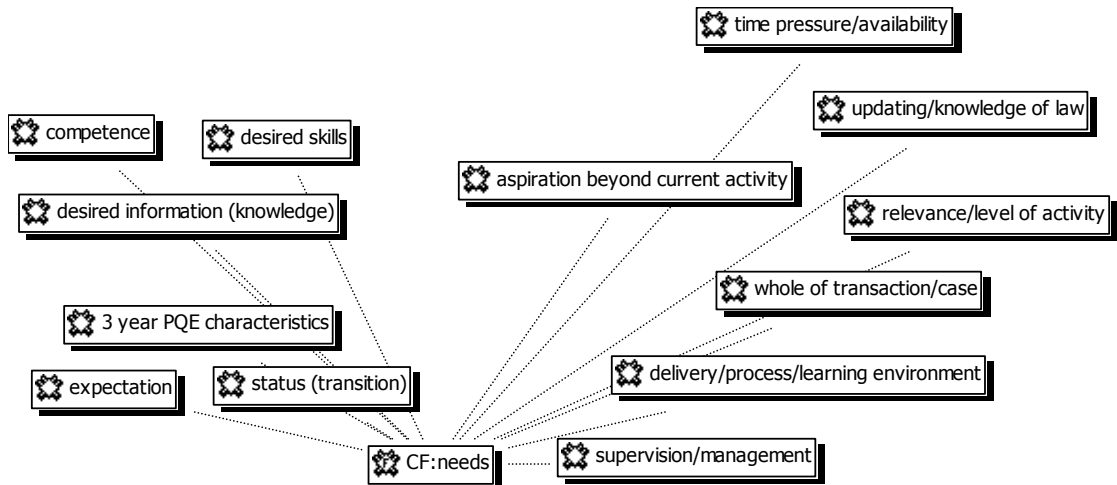 time pressure/availability
updating/knowledge of law
competence
desired skills
aspiration beyond current activity
desired information (knowledge)
relevance/level of activity
whole of transaction/case
3 year PQE characteristics
delivery/process/learning environment
expectation
status (transition)
CF:needs
supervision/management